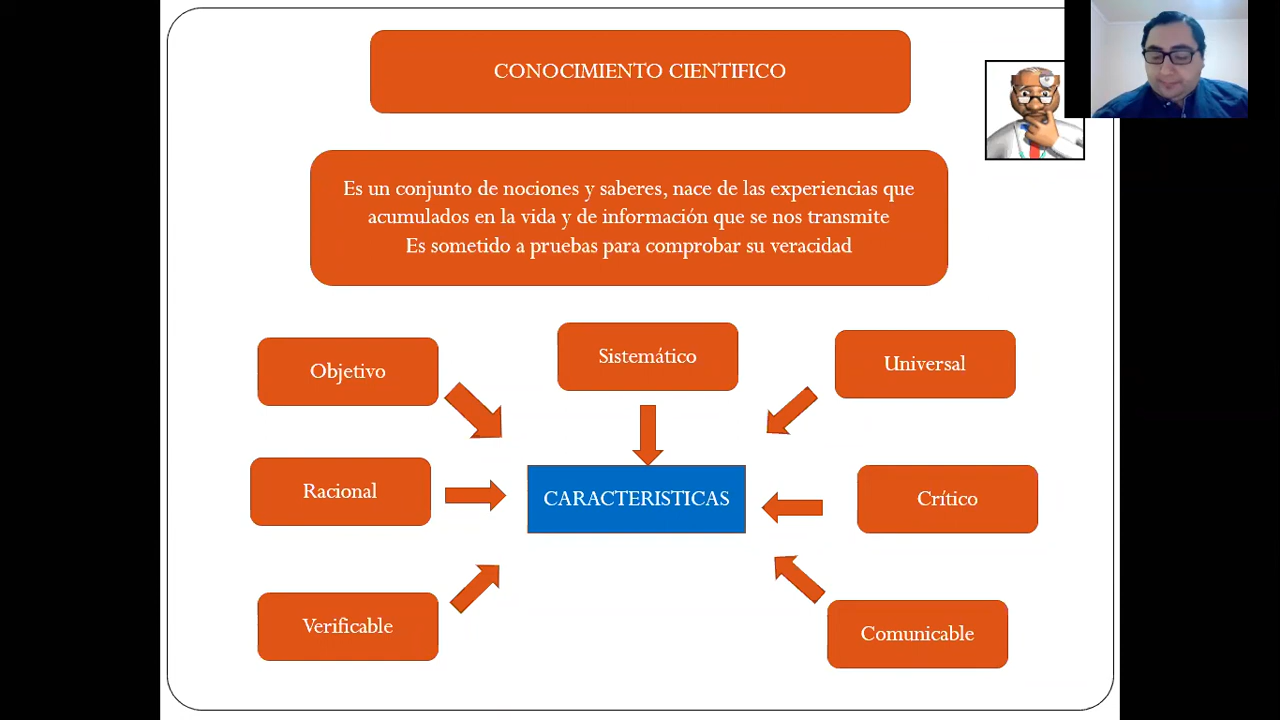 CONOCIMIENTO CIENTIFICO
Es un conjunto de nociones y saberes, nace de las experiencias que
acumulados en la vida y de información que se nos transmite
Es sometido a pruebas para comprobar su veracidad
Objetivo
Sistemático
Universal
Racional
CARACTERISTICAS
Crítico
Verificable
Comunicable